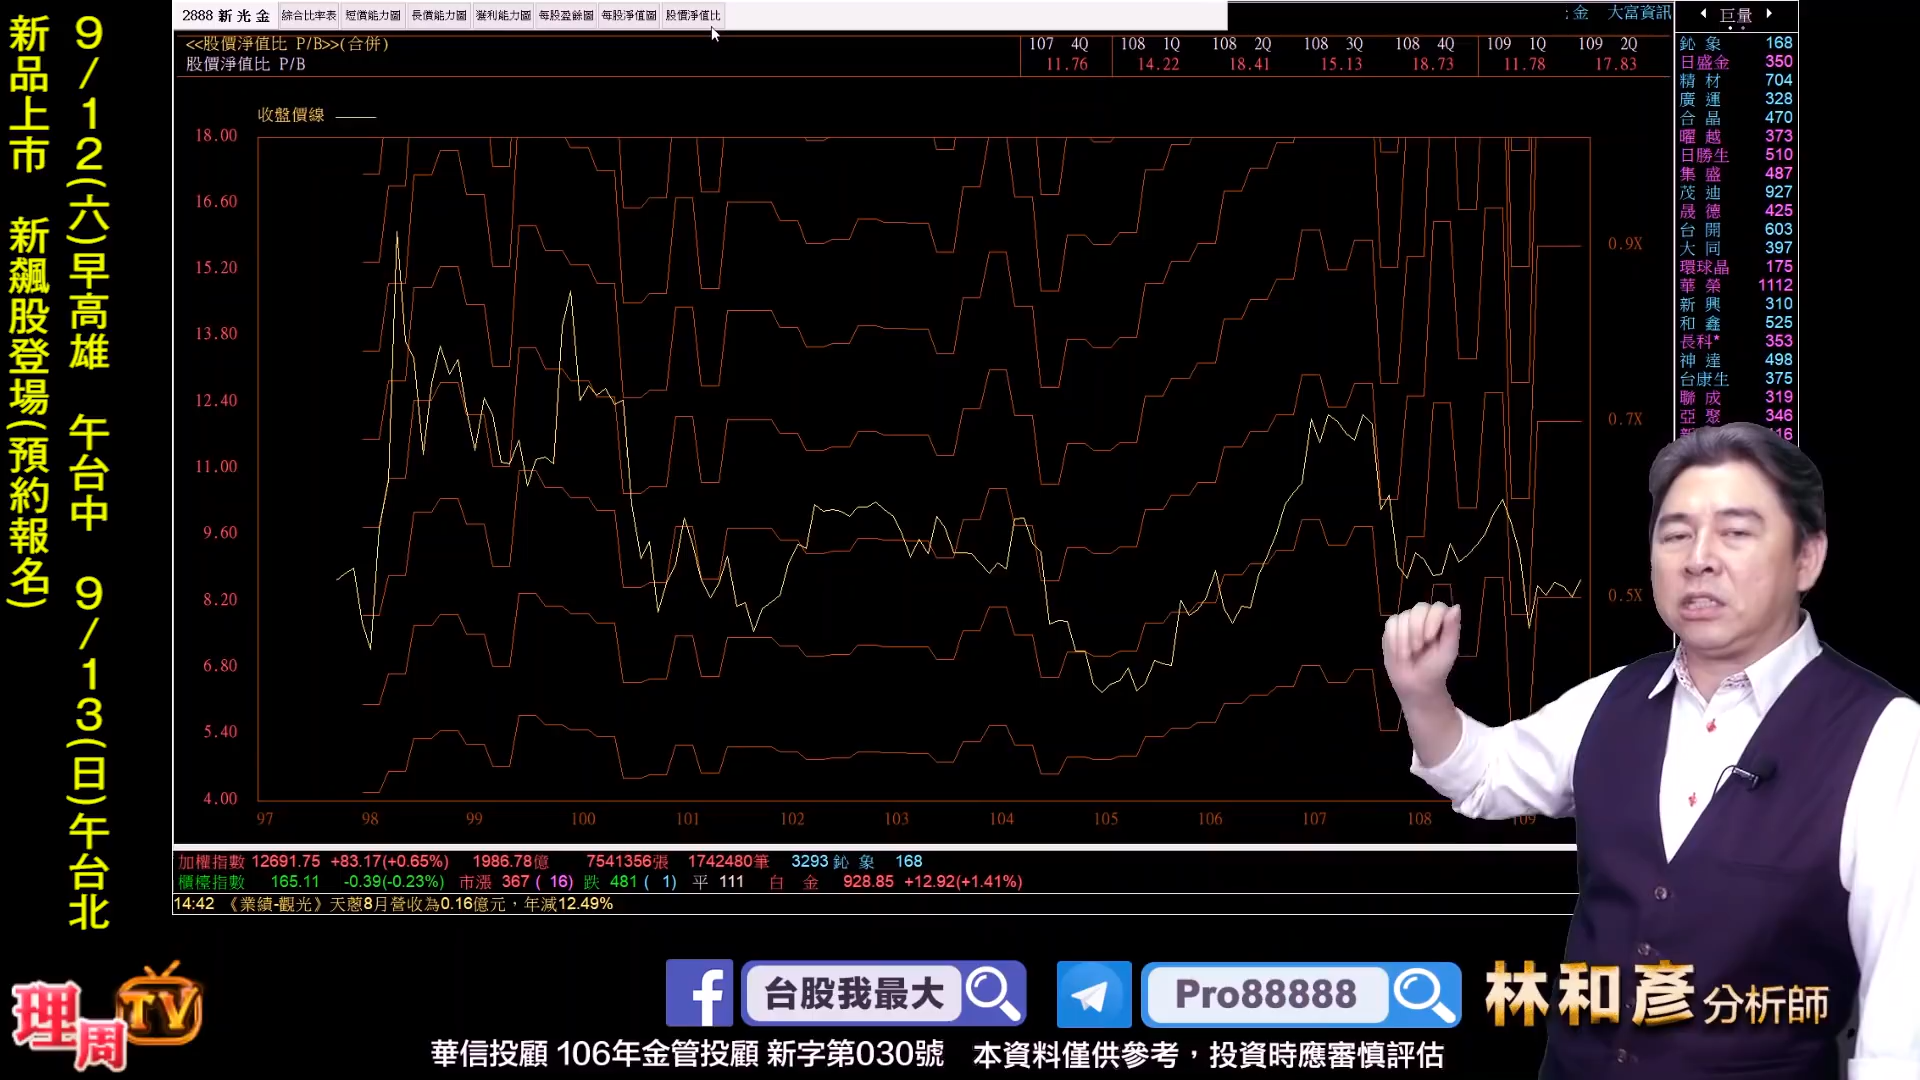 9/12(六)早高雄 午台中 9/13(日)午台北
新品上市 新飆股登場(預約報名)
2888 新光金 綜合比率表 短償能力圖 長償能力圖 獲利能力圖 每股盈餘圖 每股淨值圖 股價淨值比
:金 大富資訊
巨量
<<股價淨值比 P/B>>(合併) 107 4Q 108 1Q 108 2Q 108 3Q 108 4Q 109 1Q 109 2Q
股價淨值比 P/B 11.76 14.22 18.41 15.13 18.73 11.78 17.83
收盤價線
18.00
16.60
15.20
13.80
12.40
11.00
9.60
8.20
6.80
5.40
4.00
0.9X
0.7X
0.5X
97 98 99 100 101 102 103 104 105 106 107 108 109
鈊象 168
日盛金 350
精材 704
廣運 328
合晶 470
曜越 373
日勝生 510
集盛 487
茂迪 927
晟德 425
台開 603
大同 397
環球晶 175
華榮 1112
新興 310
和鑫 525
長科* 353
神達 498
台康生 375
聯成 319
亞聚 346
加權指數 12691.75 +83.17(+0.65%) 1986.78億 7541356張 1742480筆 3293 鈊象 168
櫃檯指數 165.11 -0.39(-0.23%) 市漲 367 ( 16) 跌 481 ( 1) 平 111 白金 928.85 +12.92(+1.41%)
14:42 《業績-觀光》天蔥8月營收為0.16億元，年減12.49%
理周TV
台股我最大
Pro88888
林和彥 分析師
華信投顧 106年金管投顧 新字第030號 本資料僅供參考，投資時應審慎評估